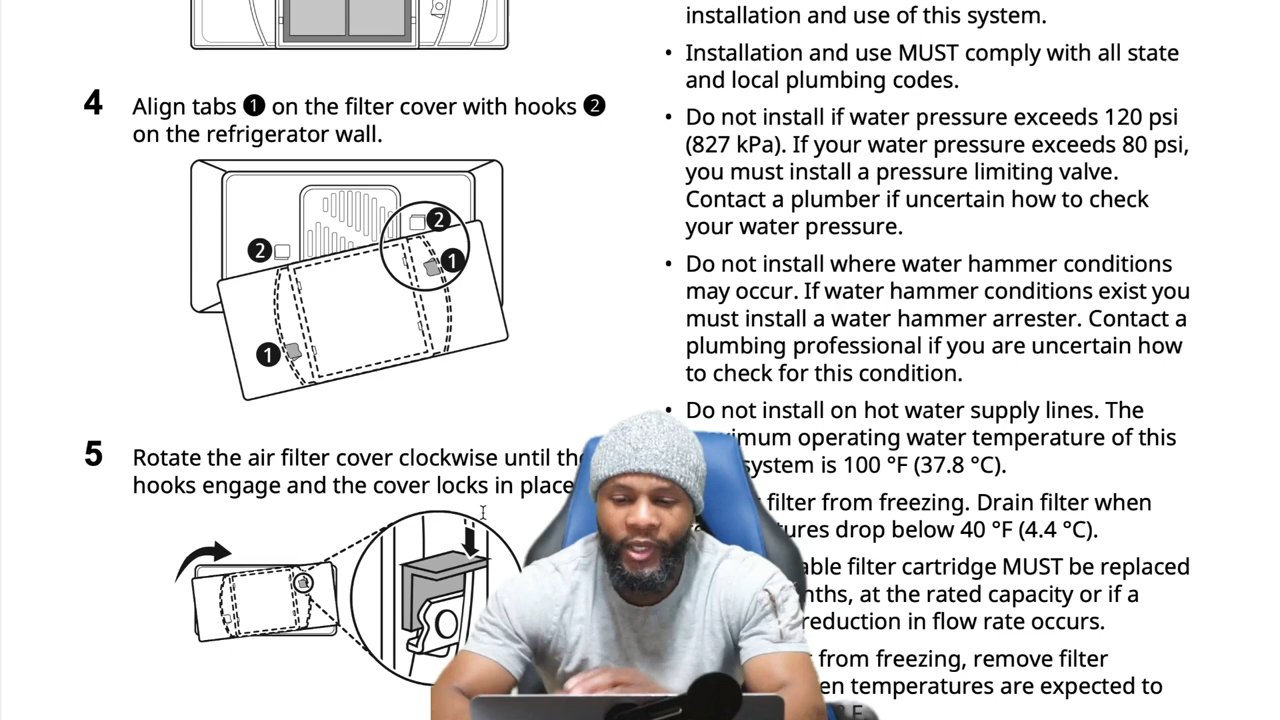 4 Align tabs 1 on the filter cover with hooks 2
on the refrigerator wall.
2
2
1
1
5 Rotate the air filter cover clockwise until the
hooks engage and the cover locks in place
installation and use of this system.
• Installation and use MUST comply with all state
and local plumbing codes.
• Do not install if water pressure exceeds 120 psi
(827 kPa). If your water pressure exceeds 80 psi,
you must install a pressure limiting valve.
Contact a plumber if uncertain how to check
your water pressure.
• Do not install where water hammer conditions
may occur. If water hammer conditions exist you
must install a water hammer arrester. Contact a
plumbing professional if you are uncertain how
to check for this condition.
• Do not install on hot water supply lines. The
operating water temperature of this
system is 100 °F (37.8 °C).
filter from freezing. Drain filter when
drop below 40 °F (4.4 °C).
filter cartridge MUST be replaced
at the rated capacity or if a
reduction in flow rate occurs.
from freezing, remove filter
temperatures are expected to